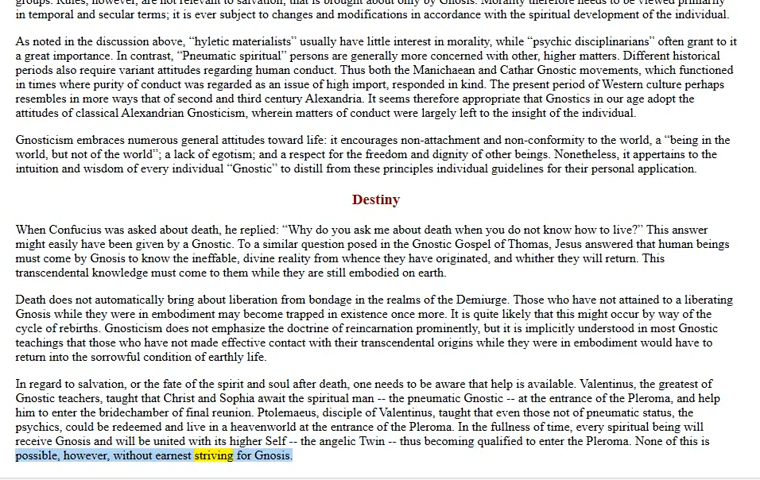 groups. Rules, however, are not relevant to salvation, that is brought about only by Gnosis. Morality therefore needs to be viewed primarily
in temporal and secular terms; it is ever subject to changes and modifications in accordance with the spiritual development of the individual.
As noted in the discussion above, “hyletic materialists” usually have little interest in morality, while “psychic disciplinarians” often grant to it
a great importance. In contrast, “Pneumatic spiritual” persons are generally more concerned with other, higher matters. Different historical
periods also require variant attitudes regarding human conduct. Thus both the Manichaean and Cathar Gnostic movements, which functioned
in times where purity of conduct was regarded as an issue of high import, responded in kind. The present period of Western culture perhaps
resembles in more ways that of second and third century Alexandria. It seems therefore appropriate that Gnostics in our age adopt the
attitudes of classical Alexandrian Gnosticism, wherein matters of conduct were largely left to the insight of the individual.
Gnosticism embraces numerous general attitudes toward life: it encourages non-attachment and non-conformity to the world, a “being in the
world, but not of the world”; a lack of egotism; and a respect for the freedom and dignity of other beings. Nonetheless, it appertains to the
intuition and wisdom of every individual “Gnostic” to distill from these principles individual guidelines for their personal application.
Destiny
When Confucius was asked about death, he replied: “Why do you ask me about death when you do not know how to live?” This answer
might easily have been given by a Gnostic. To a similar question posed in the Gnostic Gospel of Thomas, Jesus answered that human beings
must come by Gnosis to know the ineffable, divine reality from whence they have originated, and whither they will return. This
transcendental knowledge must come to them while they are still embodied on earth.
Death does not automatically bring about liberation from bondage in the realms of the Demiurge. Those who have not attained to a liberating
Gnosis while they were in embodiment may become trapped in existence once more. It is quite likely that this might occur by way of the
cycle of rebirths. Gnosticism does not emphasize the doctrine of reincarnation prominently, but it is implicitly understood in most Gnostic
teachings that those who have not made effective contact with their transcendental origins while they were in embodiment would have to
return into the sorrowful condition of earthly life.
In regard to salvation, or the fate of the spirit and soul after death, one needs to be aware that help is available. Valentinus, the greatest of
Gnostic teachers, taught that Christ and Sophia await the spiritual man -- the pneumatic Gnostic -- at the entrance of the Pleroma, and help
him to enter the bridechamber of final reunion. Ptolemaeus, disciple of Valentinus, taught that even those not of pneumatic status, the
psychics, could be redeemed and live in a heavenworld at the entrance of the Pleroma. In the fullness of time, every spiritual being will
receive Gnosis and will be united with its higher Self -- the angelic Twin -- thus becoming qualified to enter the Pleroma. None of this is
possible, however, without earnest striving for Gnosis.